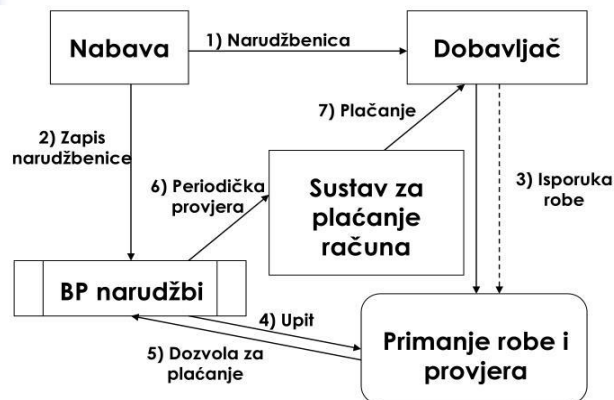 Nabava
1) Narudžbenica
Dobavljač
2) Zapis
narudžbenice
7) Plačanje
6) Periodička
provjera
Sustav za
plaćanje
računa
3) Isporuka
robe
BP narudžbi
4) Upit
5) Dozvola za
plaćanje
Primanje robe i
provjera